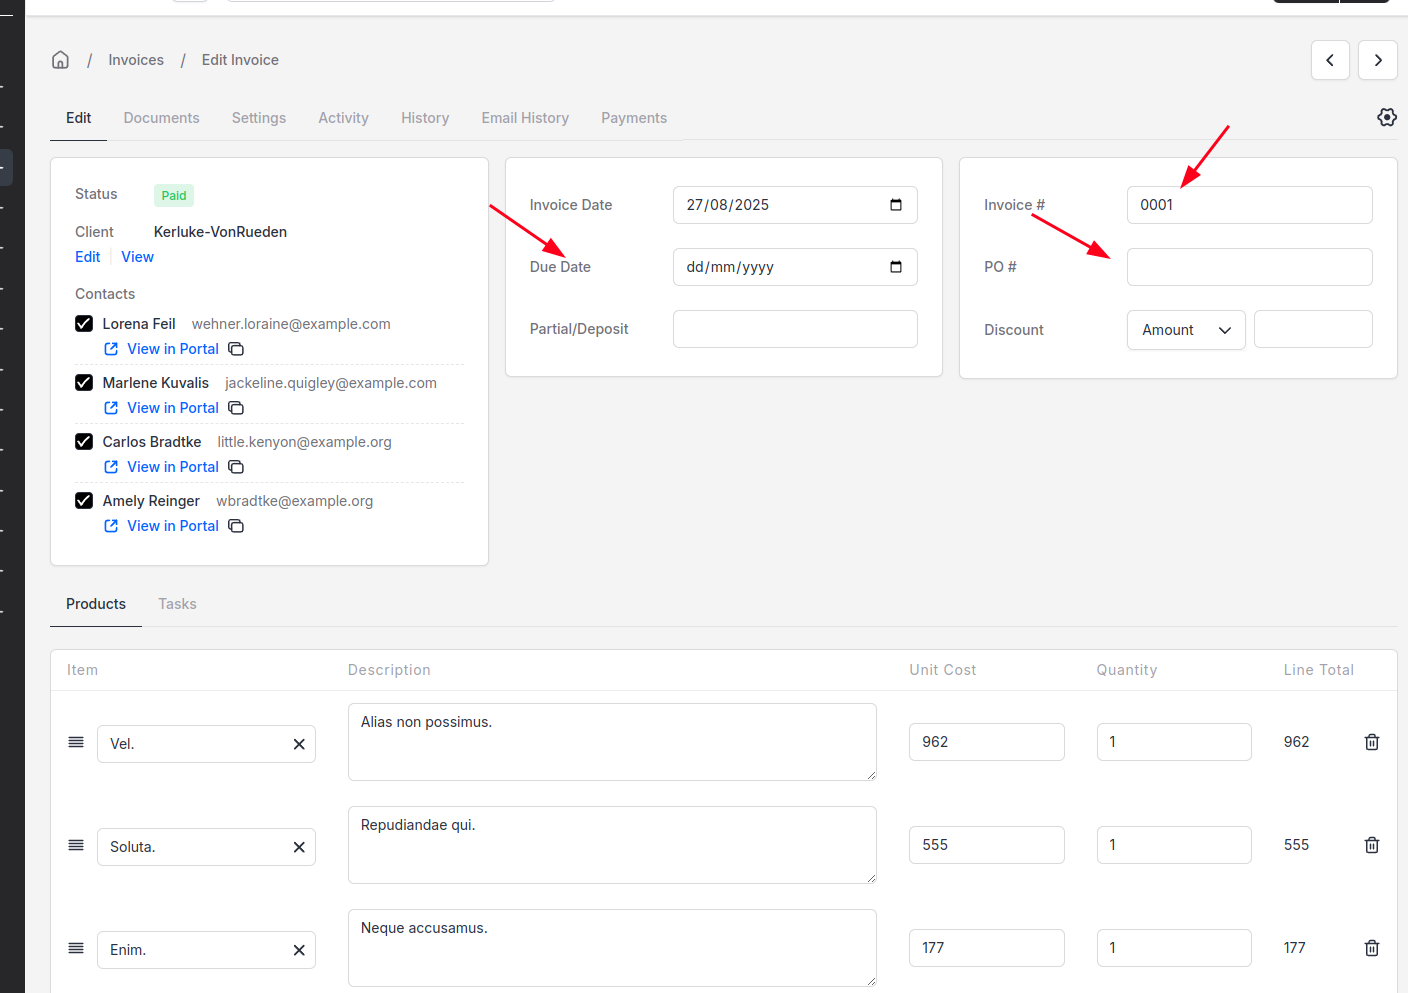 / Invoices / Edit Invoice
Edit Documents Settings Activity History Email History Payments
Status Paid
Client Kerluke-VonRueden
Edit View
Contacts
Lorena Feil wehner.loraine@example.com
View in Portal
Marlene Kuvalis jackeline.quigley@example.com
View in Portal
Carlos Bradtke little.kenyon@example.org
View in Portal
Amely Reinger wbradtke@example.org
View in Portal
Invoice Date 27/08/2025
Due Date dd/mm/yyyy
Partial/Deposit
Invoice # 0001
PO #
Discount Amount
Products Tasks
Item Description Unit Cost Quantity Line Total
Vel. Alias non possimus. 962 1 962
Soluta. Repudiandae qui. 555 1 555
Enim. Neque accusamus. 177 1 177